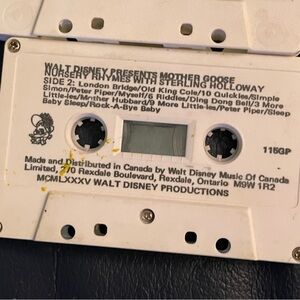 WALT DISNEY PRESENTS MOTHER GOOSE
NURSERY RHYMES WITH STERLING HOLLOWAY
SIDE 2: London Bridge/Old King Cole/10 Quickies/Simple
Simon/Peter Piper/Myself/6 Riddles/Ding Dong Bell/3 More
Little-ies/Mother Hubbard/9 More Little-ies/Peter Piper/Sleep
Baby Sleep/Rock-A-Bye Baby
115GP
Made and Distributed in Canada by Walt Disney Music Of Canada
Limited, 770 Rexdale Boulevard, Rexdale, Ontario M9W 1R2
MCMLXXXV WALT DISNEY PRODUCTIONS